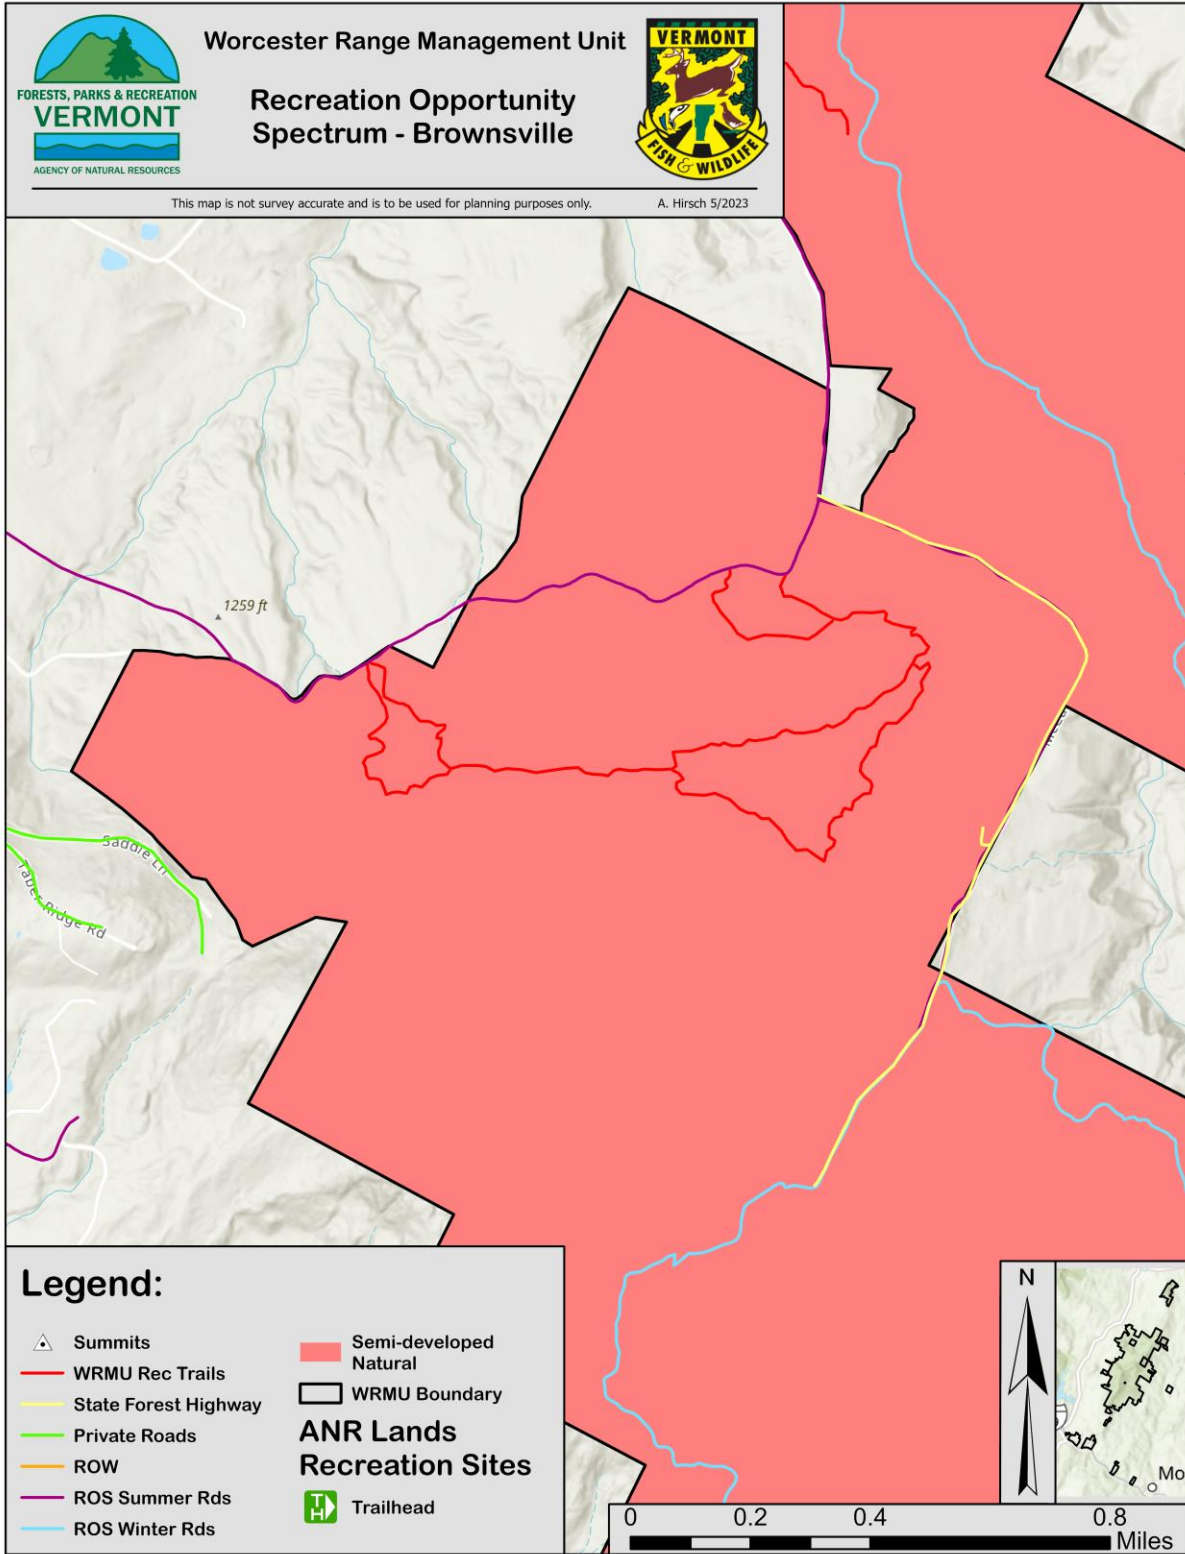 FORESTS, PARKS & RECREATION
VERMONT
AGENCY OF NATURAL RESOURCES
Worcester Range Management Unit
Recreation Opportunity
Spectrum - Brownsville
VERMONT
FISH & WILDLIFE
This map is not survey accurate and is to be used for planning purposes only.
A. Hirsch 5/2023
1259 ft
Saddle Ln
Taber Ridge Rd
Legend:
Summits
WRMU Rec Trails
State Forest Highway
Private Roads
ROW
ROS Summer Rds
ROS Winter Rds
Semi-developed
Natural
WRMU Boundary
ANR Lands
Recreation Sites
TH
Trailhead
N
Mo
0 0.2 0.4 0.8
Miles